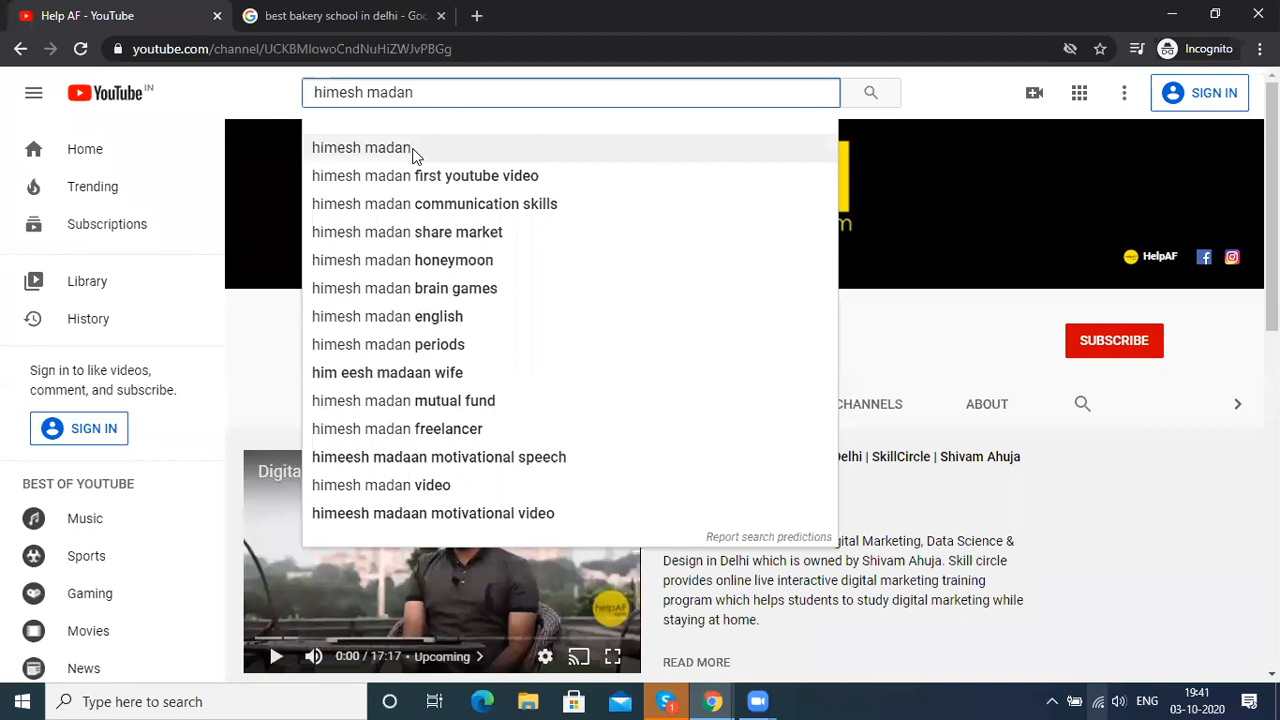 Help AF - YouTube
best bakery school in delhi - Goo
youtube.com/channel/UCKBMIowoCndNuHiZWJvPBGg
Incognito
YouTube IN
himesh madan
SIGN IN
Home
Trending
Subscriptions
Library
History
Sign in to like videos,
comment, and subscribe.
SIGN IN
BEST OF YOUTUBE
Music
Sports
Gaming
Movies
News
himesh madan
himesh madan first youtube video
himesh madan communication skills
himesh madan share market
himesh madan honeymoon
himesh madan brain games
himesh madan english
himesh madan periods
him eesh madaan wife
himesh madan mutual fund
himesh madan freelancer
himeesh madaan motivational speech
himesh madan video
himeesh madaan motivational video
Report search predictions
m
HelpAF
SUBSCRIBE
CHANNELS
ABOUT
Digita
helpAF
.com
0:00 / 17:17
Upcoming
Delhi | SkillCircle | Shivam Ahuja
gital Marketing, Data Science &
Design in Delhi which is owned by Shivam Ahuja. Skill circle
provides online live interactive digital marketing training
program which helps students to study digital marketing while
staying at home.
READ MORE
Type here to search
1
ENG
19:41
03-10-2020